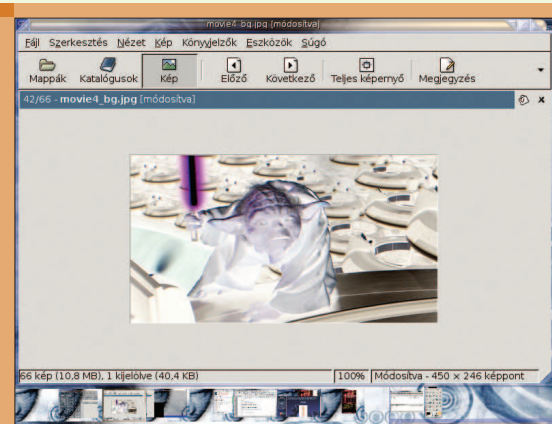 movie4_bg.jpg [módosítva]
Fájl Szerkesztés Nézet Kép Könyvjelzők Eszközök Súgó
Mappák Katalógusok Kép Előző Következő Teljes képernyő Megjegyzés
42/66 - movie4_bg.jpg [módosítva]
66 kép (10,8 MB), 1 kijelölve (40,4 KB) 100% Módosítva - 450 × 246 képpont